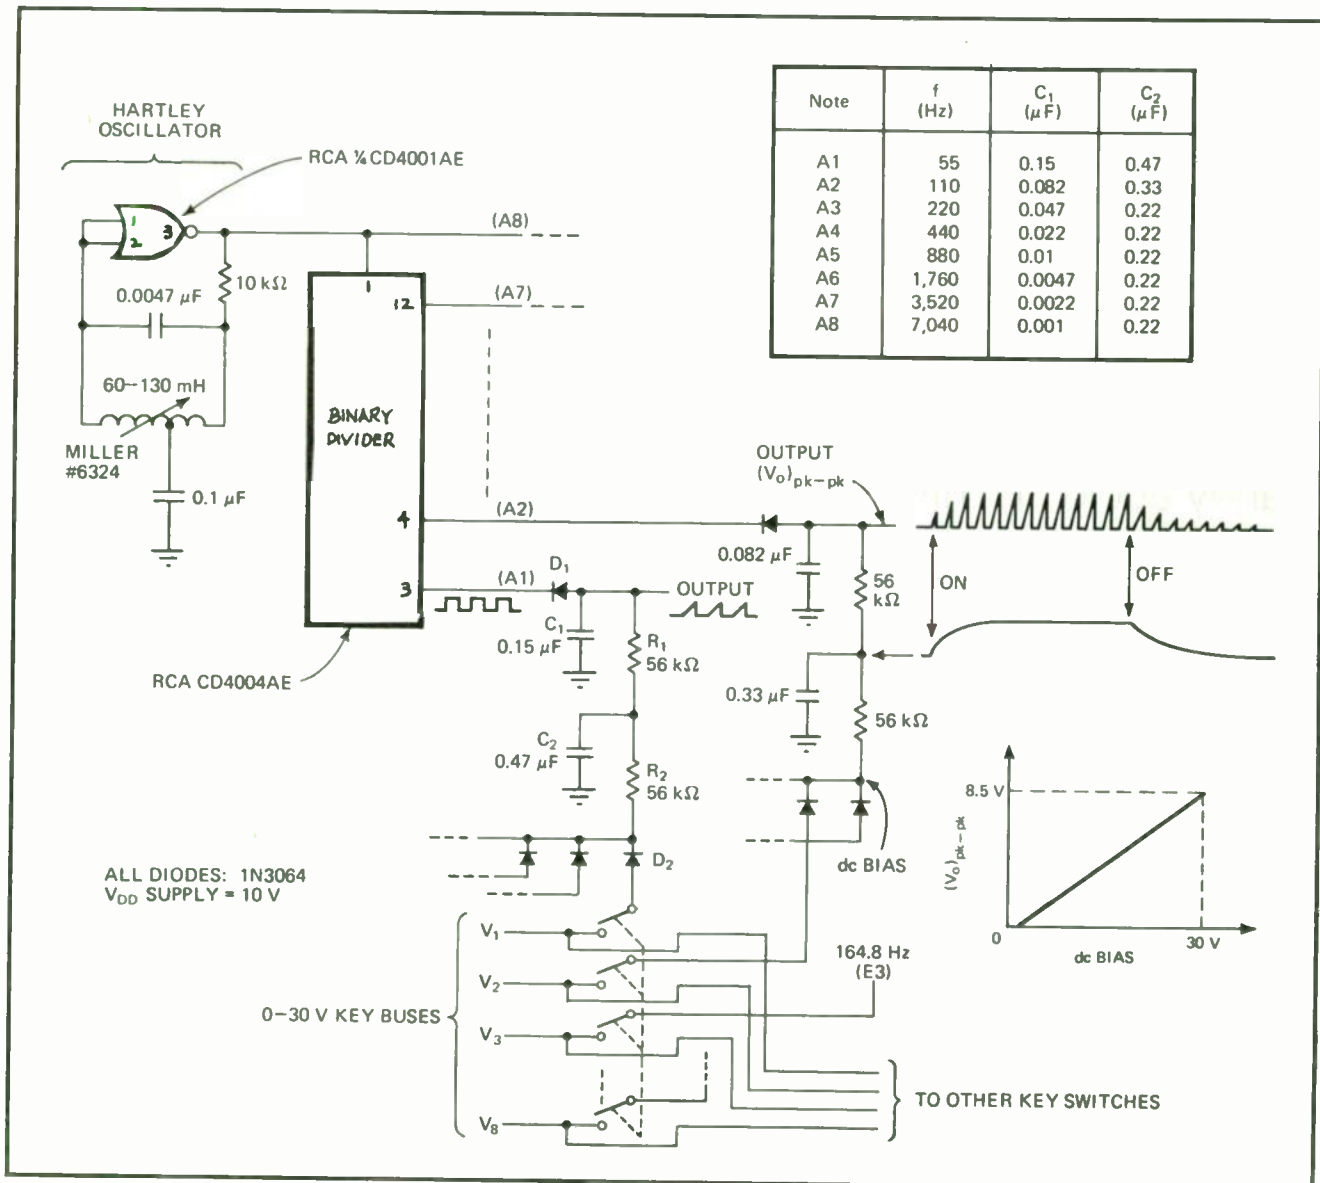 HARTLEY
OSCILLATOR
RCA ¼ CD4001AE
1
2
3
10 kΩ
0.0047 μF
60–130 mH
MILLER
#6324
0.1 μF
(A8)
1
12
(A7)
BINARY
DIVIDER
4
(A2)
3
(A1)
RCA CD4004AE
Note f (Hz) C1 (μF) C2 (μF)
A1 55 0.15 0.47
A2 110 0.082 0.33
A3 220 0.047 0.22
A4 440 0.022 0.22
A5 880 0.01 0.22
A6 1,760 0.0047 0.22
A7 3,520 0.0022 0.22
A8 7,040 0.001 0.22
OUTPUT
(Vo)pk–pk
0.082 μF
56
kΩ
ON
OFF
D1
OUTPUT
C1
0.15 μF
R1
56 kΩ
0.33 μF
56 kΩ
C2
0.47 μF
R2
56 kΩ
dc BIAS
8.5 V
(Vo)pk–pk
0
30 V
dc BIAS
ALL DIODES: 1N3064
VDD SUPPLY = 10 V
D2
V1
V2
0–30 V KEY BUSES
V3
V8
164.8 Hz
(E3)
TO OTHER KEY SWITCHES